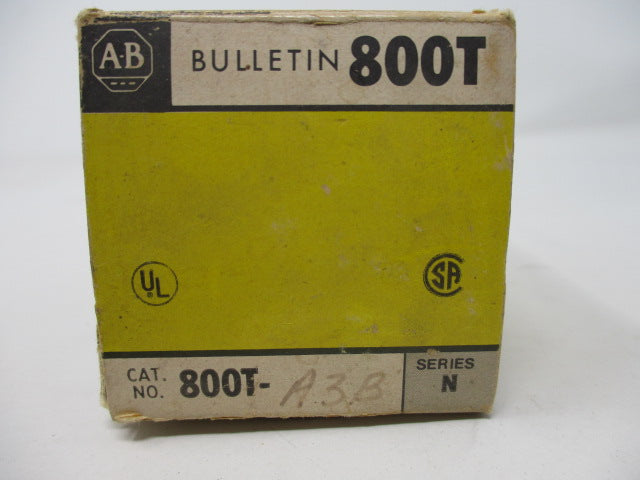 A-B BULLETIN 800T
UL ® SA
CAT. NO. 800T- A3B SERIES N